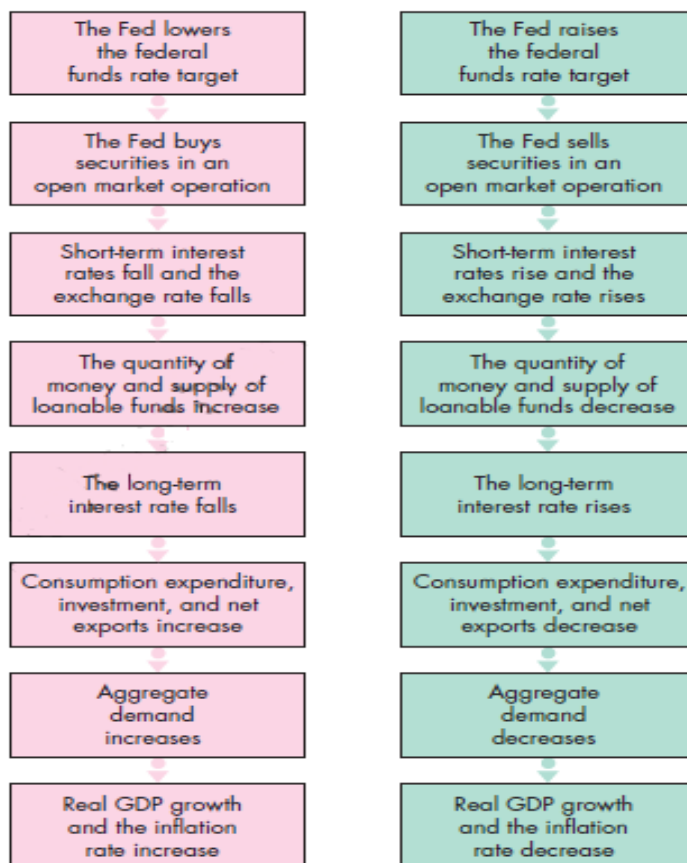 The Fed lowers
the federal
funds rate target
The Fed buys
securities in an
open market operation
Short-term interest
rates fall and the
exchange rate falls
The quantity of
money and supply of
loanable funds increase
The long-term
interest rate falls
Consumption expenditure,
investment, and net
exports increase
Aggregate
demand
increases
Real GDP growth
and the inflation
rate increase
The Fed raises
the federal
funds rate target
The Fed sells
securities in an
open market operation
Short-term interest
rates rise and the
exchange rate rises
The quantity of
money and supply of
loanable funds decrease
The long-term
interest rate rises
Consumption expenditure,
investment, and net
exports decrease
Aggregate
demand
decreases
Real GDP growth
and the inflation
rate decrease